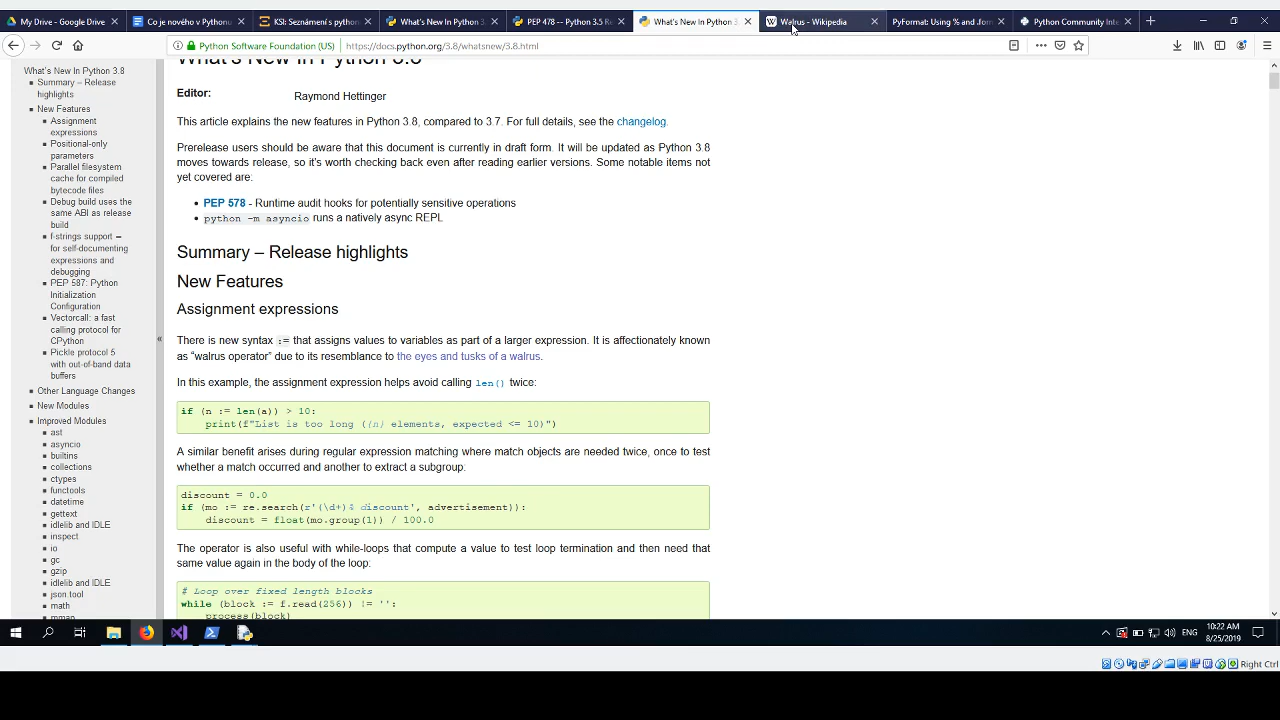 My Drive - Google Drive
Co je nového v Pythonu
KSI: Seznámení s python
What's New In Python 3.
PEP 478 -- Python 3.5 Re
What's New In Python 3.
Walrus - Wikipedia
PyFormat: Using % and .form
Python Community Inte
Python Software Foundation (US)
https://docs.python.org/3.8/whatsnew/3.8.html
What's New In Python 3.8
Summary – Release
highlights
New Features
Assignment
expressions
Positional-only
parameters
Parallel filesystem
cache for compiled
bytecode files
Debug build uses the
same ABI as release
build
f-strings support =
for self-documenting
expressions and
debugging
PEP 587: Python
Initialization
Configuration
Vectorcall: a fast
calling protocol for
CPython
Pickle protocol 5
with out-of-band data
buffers
Other Language Changes
New Modules
Improved Modules
ast
asyncio
builtins
collections
ctypes
functools
datetime
gettext
idlelib and IDLE
inspect
io
gc
gzip
idlelib and IDLE
json.tool
math
mmap
«
What's New In Python 3.8
Editor: Raymond Hettinger
This article explains the new features in Python 3.8, compared to 3.7. For full details, see the changelog.
Prerelease users should be aware that this document is currently in draft form. It will be updated as Python 3.8
moves towards release, so it's worth checking back even after reading earlier versions. Some notable items not
yet covered are:
• PEP 578 - Runtime audit hooks for potentially sensitive operations
• python -m asyncio runs a natively async REPL
Summary – Release highlights
New Features
Assignment expressions
There is new syntax := that assigns values to variables as part of a larger expression. It is affectionately known
as “walrus operator” due to its resemblance to the eyes and tusks of a walrus.
In this example, the assignment expression helps avoid calling len() twice:
if (n := len(a)) > 10:
print(f"List is too long ({n} elements, expected <= 10)")
A similar benefit arises during regular expression matching where match objects are needed twice, once to test
whether a match occurred and another to extract a subgroup:
discount = 0.0
if (mo := re.search(r'(\d+)% discount', advertisement)):
discount = float(mo.group(1)) / 100.0
The operator is also useful with while-loops that compute a value to test loop termination and then need that
same value again in the body of the loop:
# Loop over fixed length blocks
while (block := f.read(256)) != '':
process(block)
ENG
10:22 AM
8/25/2019
Right Ctrl